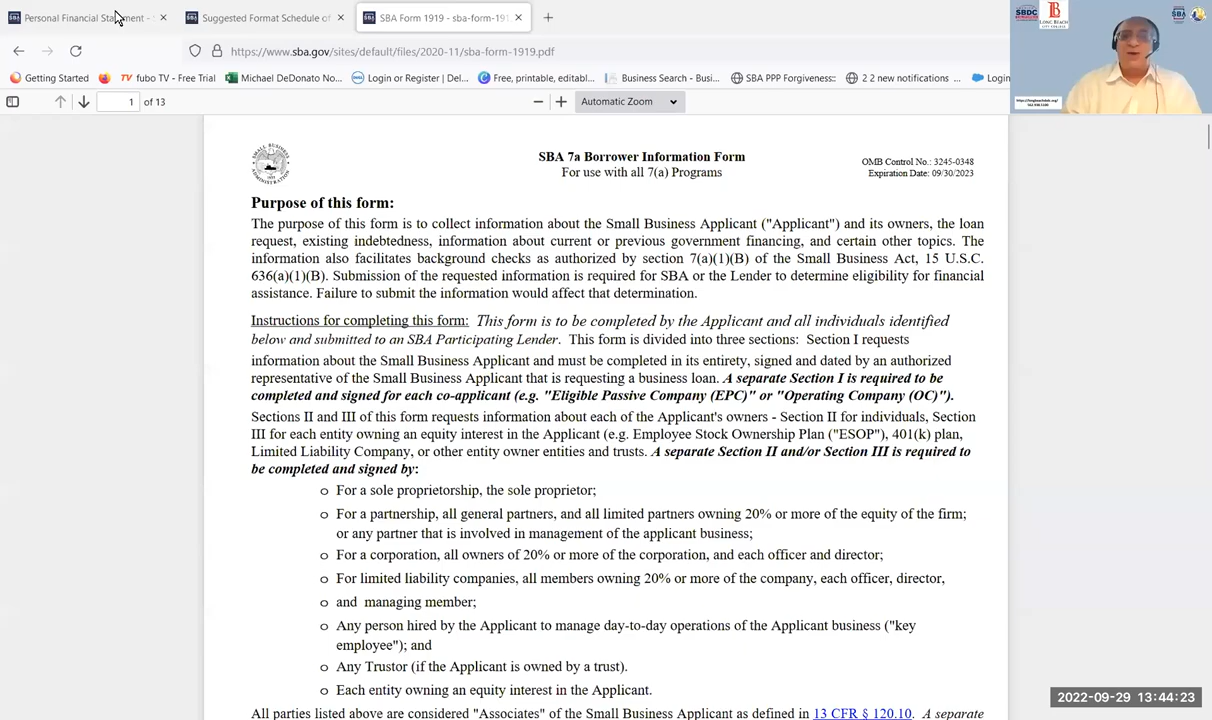 Personal Financial Statement -
Suggested Format Schedule of
SBA Form 1919 - sba-form-191
https://www.sba.gov/sites/default/files/2020-11/sba-form-1919.pdf
Getting Started
fubo TV - Free Trial
Michael DeDonato No...
Login or Register | Del...
Free, printable, editabl...
Business Search - Busi...
SBA PPP Forgiveness:
2 2 new notifications ...
Login
SBDC
LONG BEACH
CITY COLLEGE
SBA
1 of 13
Automatic Zoom
SBA 7a Borrower Information Form
For use with all 7(a) Programs
OMB Control No.: 3245-0348
Expiration Date: 09/30/2023
Purpose of this form:
The purpose of this form is to collect information about the Small Business Applicant ("Applicant") and its owners, the loan
request, existing indebtedness, information about current or previous government financing, and certain other topics. The
information also facilitates background checks as authorized by section 7(a)(1)(B) of the Small Business Act, 15 U.S.C.
636(a)(1)(B). Submission of the requested information is required for SBA or the Lender to determine eligibility for financial
assistance. Failure to submit the information would affect that determination.
Instructions for completing this form: This form is to be completed by the Applicant and all individuals identified
below and submitted to an SBA Participating Lender. This form is divided into three sections: Section I requests
information about the Small Business Applicant and must be completed in its entirety, signed and dated by an authorized
representative of the Small Business Applicant that is requesting a business loan. A separate Section I is required to be
completed and signed for each co-applicant (e.g. "Eligible Passive Company (EPC)" or "Operating Company (OC)").
Sections II and III of this form requests information about each of the Applicant's owners - Section II for individuals, Section
III for each entity owning an equity interest in the Applicant (e.g. Employee Stock Ownership Plan ("ESOP"), 401(k) plan,
Limited Liability Company, or other entity owner entities and trusts. A separate Section II and/or Section III is required to
be completed and signed by:
o For a sole proprietorship, the sole proprietor;
o For a partnership, all general partners, and all limited partners owning 20% or more of the equity of the firm;
or any partner that is involved in management of the applicant business;
o For a corporation, all owners of 20% or more of the corporation, and each officer and director;
o For limited liability companies, all members owning 20% or more of the company, each officer, director,
o and managing member;
o Any person hired by the Applicant to manage day-to-day operations of the Applicant business ("key
employee"); and
o Any Trustor (if the Applicant is owned by a trust).
o Each entity owning an equity interest in the Applicant.
All parties listed above are considered "Associates" of the Small Business Applicant as defined in 13 CFR § 120.10. A separate
2022-09-29 13:44:23